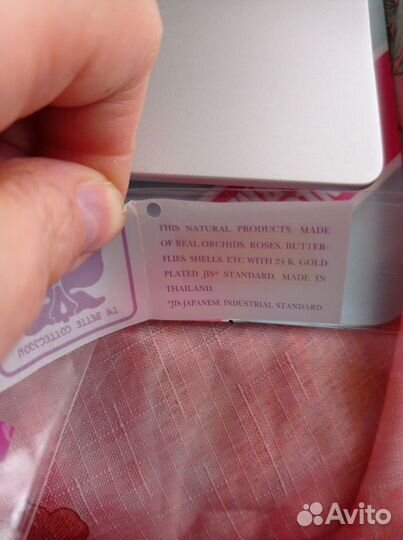 THIS NATURAL PRODUCTS. MADE
OF REAL ORCHIDS, ROSES, BUTTER-
FLIES, SHELLS, ETC WITH 24 K. GOLD
PLATED JIS* STANDARD. MADE IN
THAILAND.
*JIS-JAPANESE INDUSTRIAL STANDARD.
LA BELLE COLLECTION
Avito